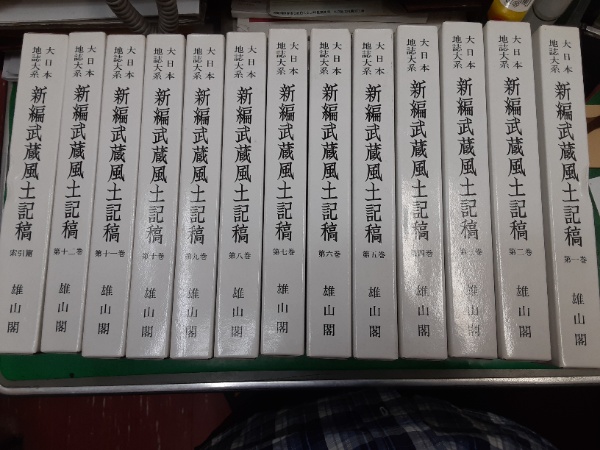 大日本
地誌大系
新編武蔵風土記稿
第一巻
雄山閣
大日本
地誌大系
新編武蔵風土記稿
第二巻
雄山閣
大日本
地誌大系
新編武蔵風土記稿
第三巻
雄山閣
大日本
地誌大系
新編武蔵風土記稿
第四巻
雄山閣
大日本
地誌大系
新編武蔵風土記稿
第五巻
雄山閣
大日本
地誌大系
新編武蔵風土記稿
第六巻
雄山閣
大日本
地誌大系
新編武蔵風土記稿
第七巻
雄山閣
大日本
地誌大系
新編武蔵風土記稿
第八巻
雄山閣
大日本
地誌大系
新編武蔵風土記稿
第九巻
雄山閣
大日本
地誌大系
新編武蔵風土記稿
第十巻
雄山閣
大日本
地誌大系
新編武蔵風土記稿
第十一巻
雄山閣
大日本
地誌大系
新編武蔵風土記稿
第十二巻
雄山閣
大日本
地誌大系
新編武蔵風土記稿
索引篇
雄山閣